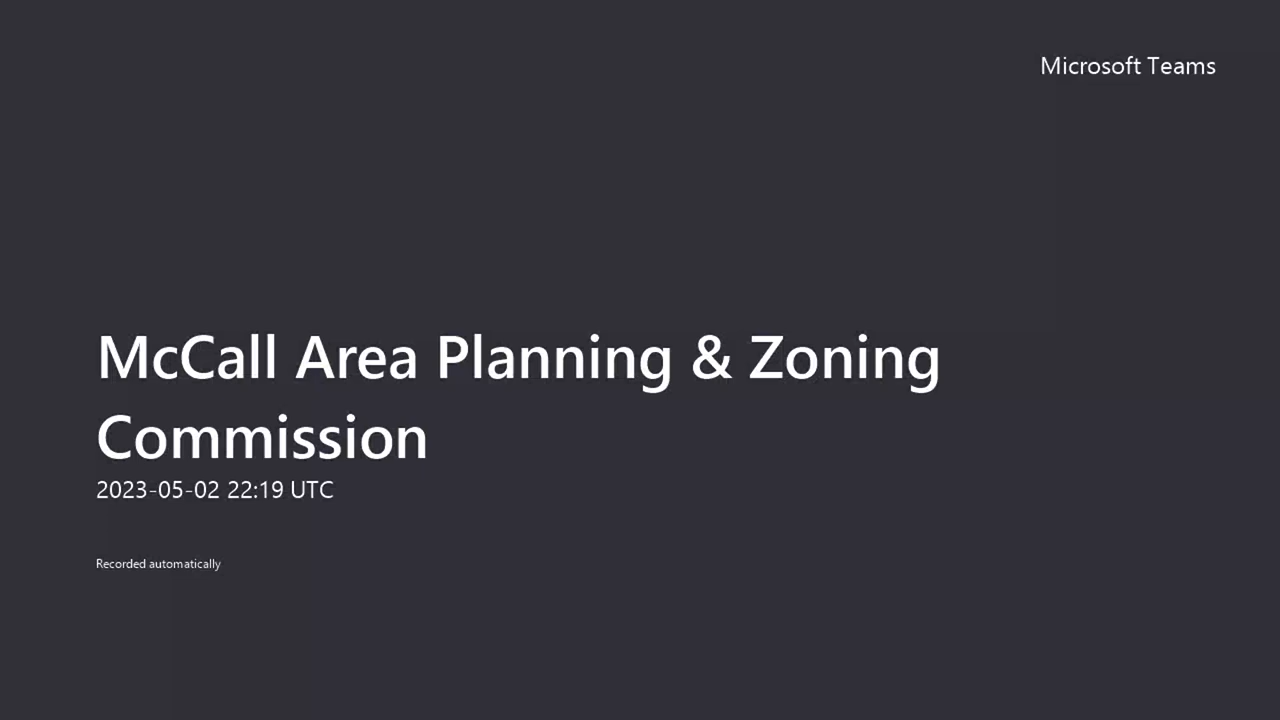 Microsoft Teams
McCall Area Planning & Zoning
Commission
2023-05-02 22:19 UTC
Recorded automatically